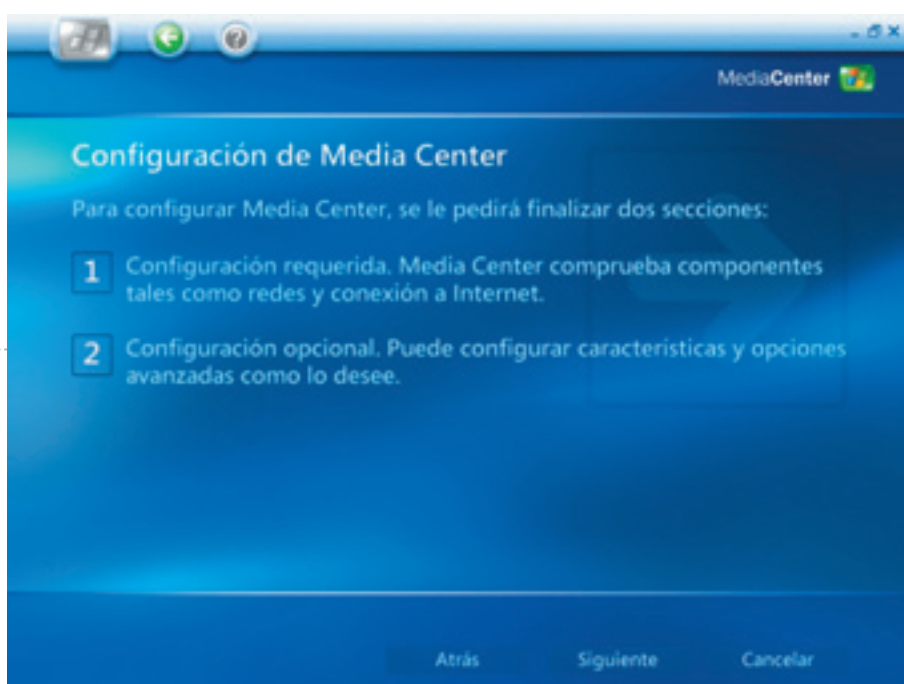 MediaCenter
Configuración de Media Center
Para configurar Media Center, se le pedirá finalizar dos secciones:
1 Configuración requerida. Media Center comprueba componentes
tales como redes y conexión a Internet.
2 Configuración opcional. Puede configurar características y opciones
avanzadas como lo desee.
Atrás Siguiente Cancelar